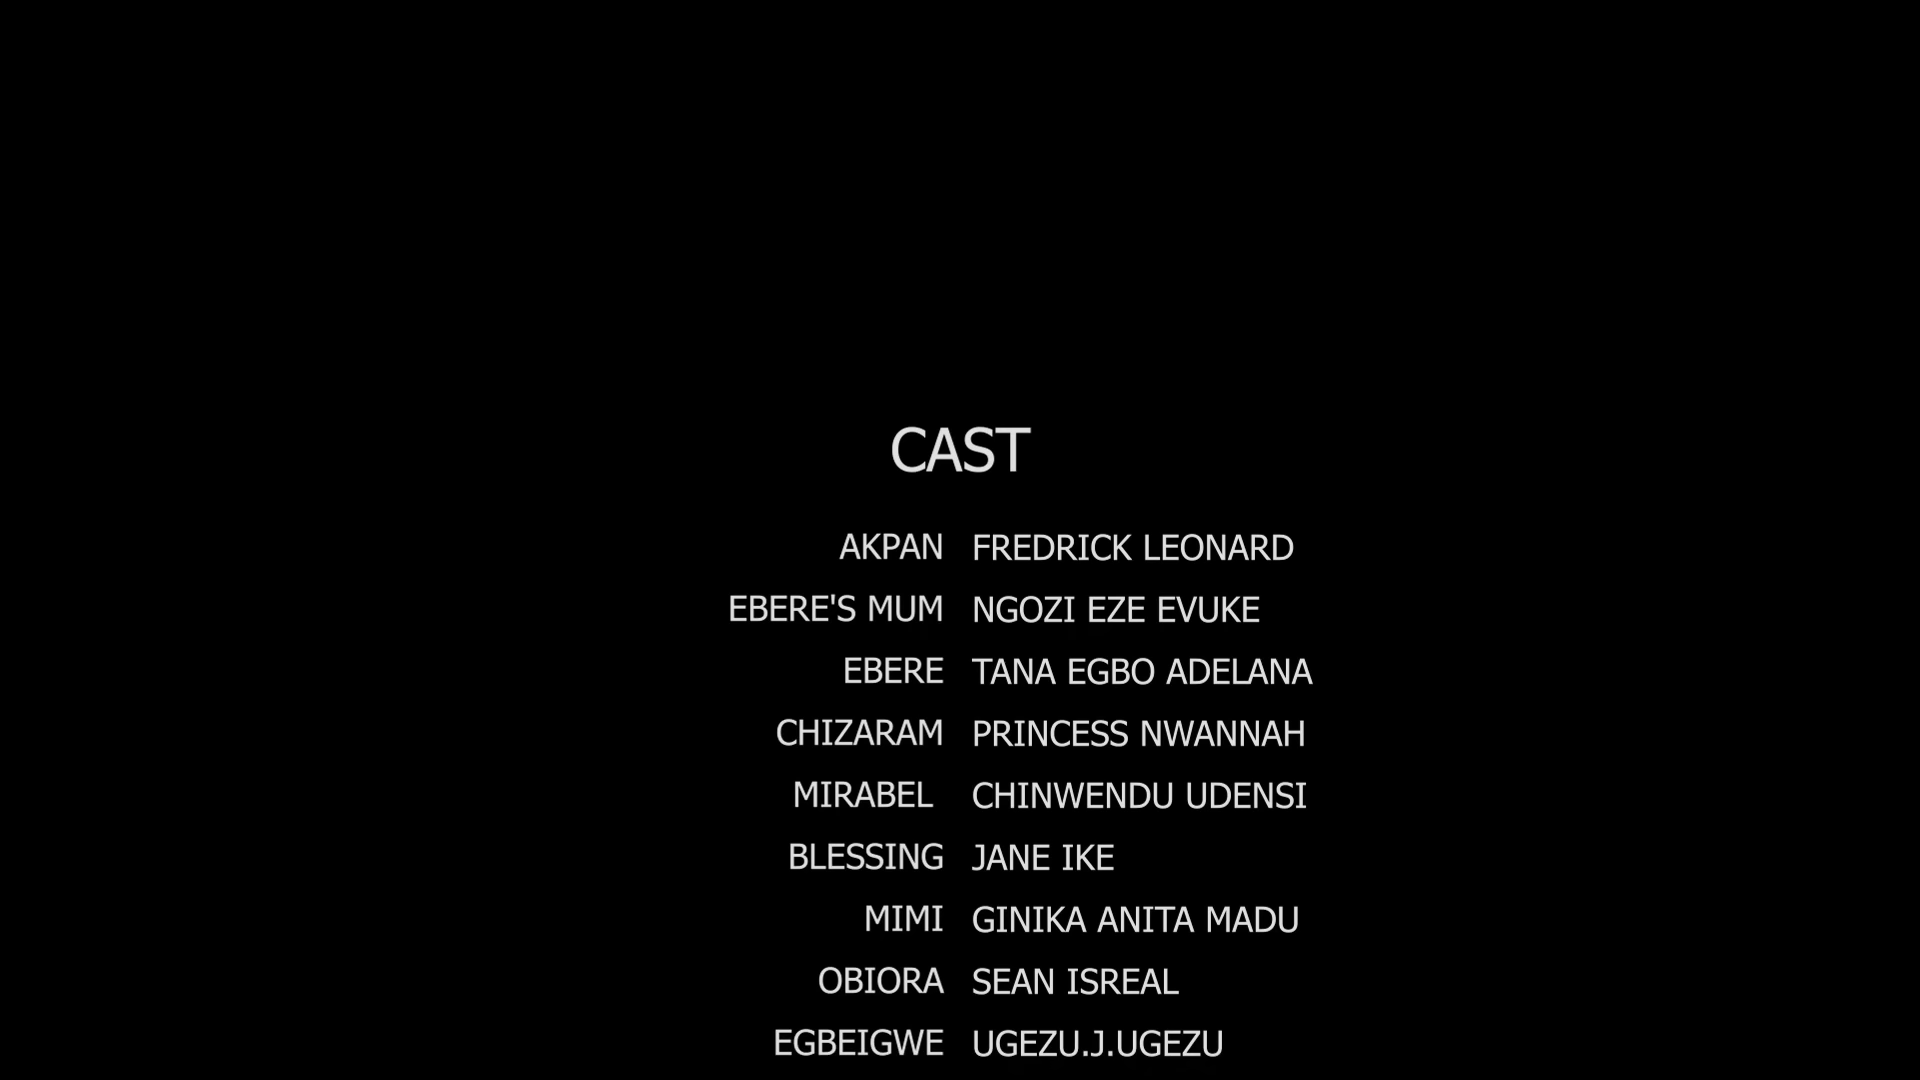 CAST
AKPAN FREDRICK LEONARD
EBERE'S MUM NGOZI EZE EVUKE
EBERE TANA EGBO ADELANA
CHIZARAM PRINCESS NWANNAH
MIRABEL CHINWENDU UDENSI
BLESSING JANE IKE
MIMI GINIKA ANITA MADU
OBIORA SEAN ISREAL
EGBEIGWE UGEZU.J.UGEZU